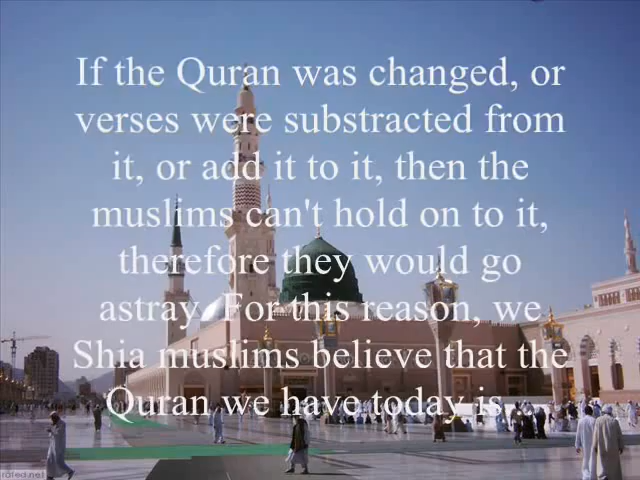 If the Quran was changed, or
verses were substracted from
it, or add it to it, then the
muslims can't hold on to it,
therefore they would go
astray. For this reason, we
Shia muslims believe that the
Quran we have today is...
rafed.net